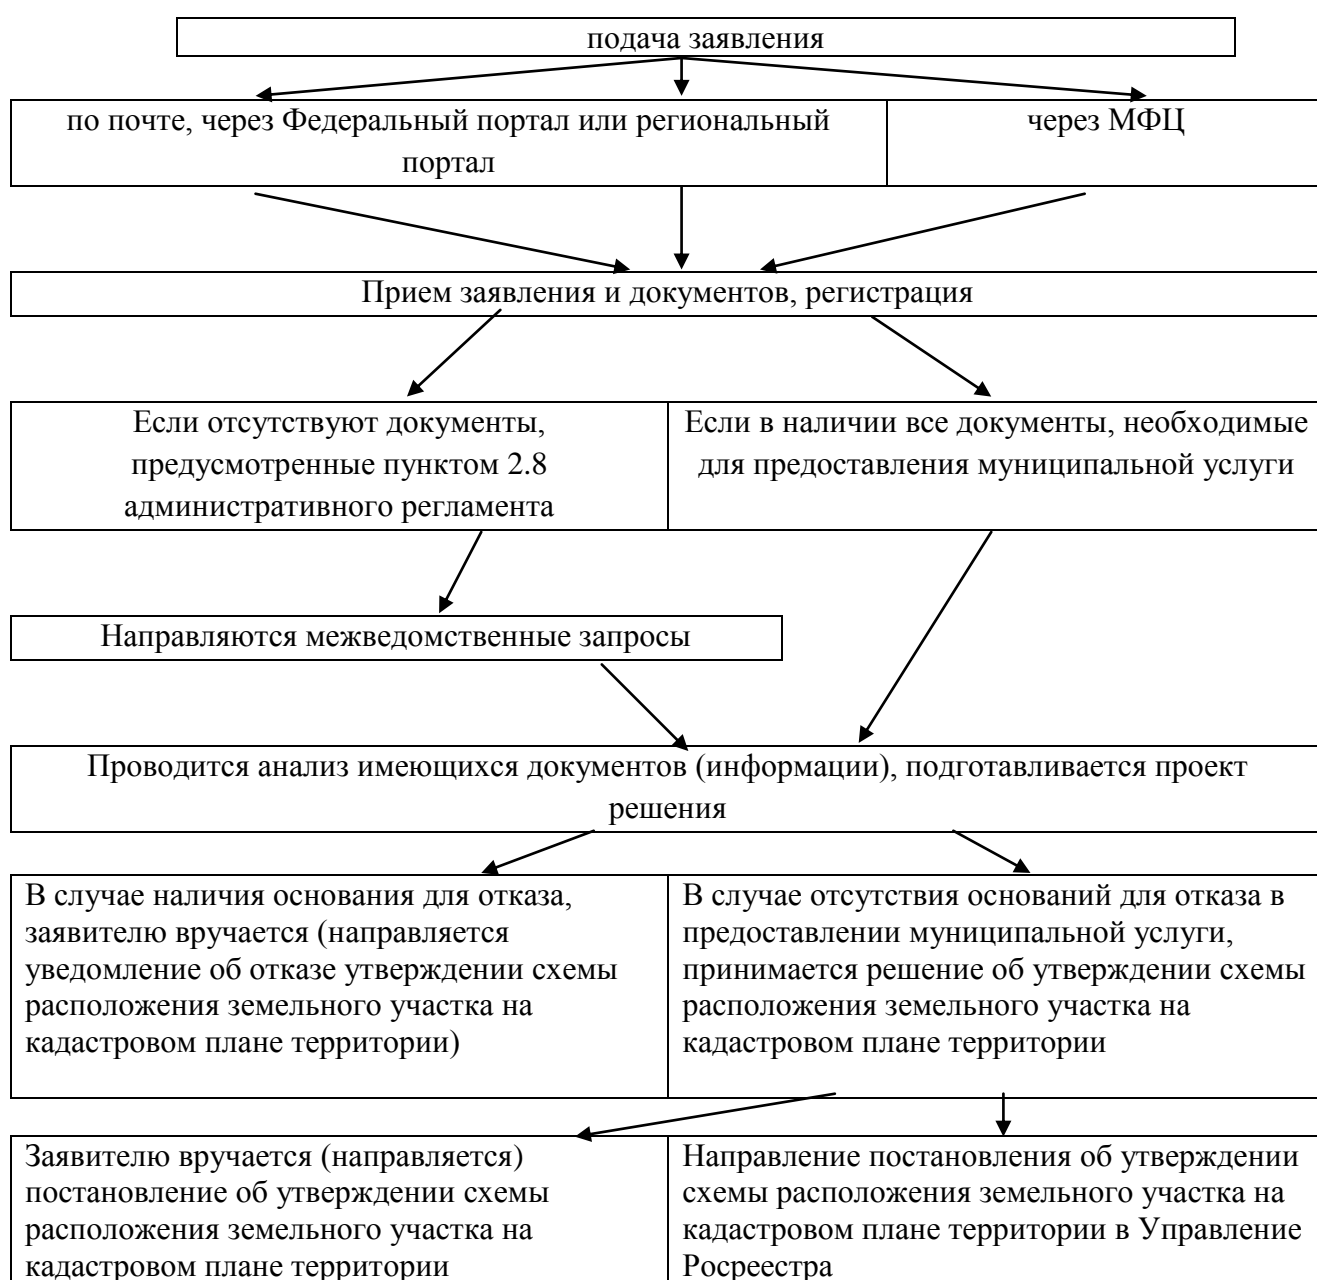 подача заявления
по почте, через Федеральный портал или региональный
портал
через МФЦ
Прием заявления и документов, регистрация
Если отсутствуют документы,
предусмотренные пунктом 2.8
административного регламента
Если в наличии все документы, необходимые
для предоставления муниципальной услуги
Направляются межведомственные запросы
Проводится анализ имеющихся документов (информации), подготавливается проект
решения
В случае наличия основания для отказа,
заявителю вручается (направляется
уведомление об отказе утверждении схемы
расположения земельного участка на
кадастровом плане территории)
В случае отсутствия оснований для отказа в
предоставлении муниципальной услуги,
принимается решение об утверждении схемы
расположения земельного участка на
кадастровом плане территории
Заявителю вручается (направляется)
постановление об утверждении схемы
расположения земельного участка на
кадастровом плане территории
Направление постановления об утверждении
схемы расположения земельного участка на
кадастровом плане территории в Управление
Росреестра